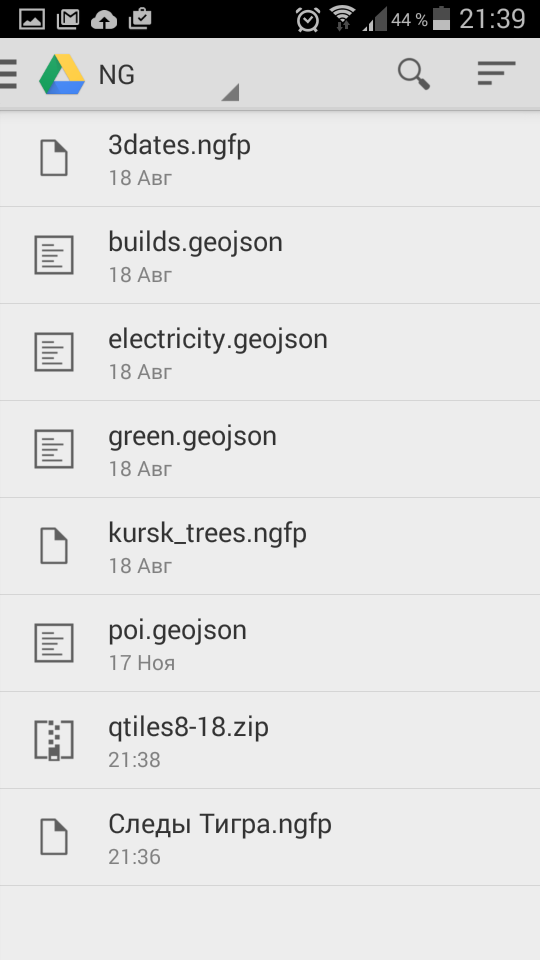 44 % 21:39
NG
3dates.ngfp
18 Авг
builds.geojson
18 Авг
electricity.geojson
18 Авг
green.geojson
18 Авг
kursk_trees.ngfp
18 Авг
poi.geojson
17 Ноя
qtiles8-18.zip
21:38
Следы Тигра.ngfp
21:36